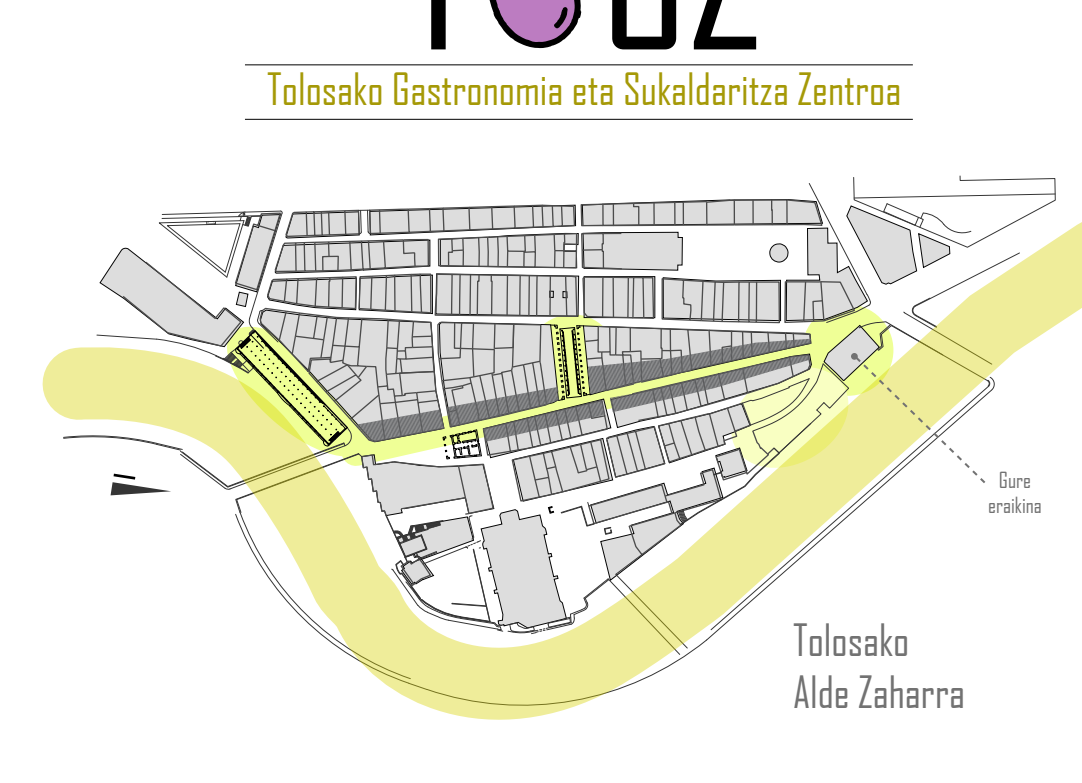 Tolosako Gastronomia eta Sukaldaritza Zentroa
Gure
eraikina
Tolosako
Alde Zaharra